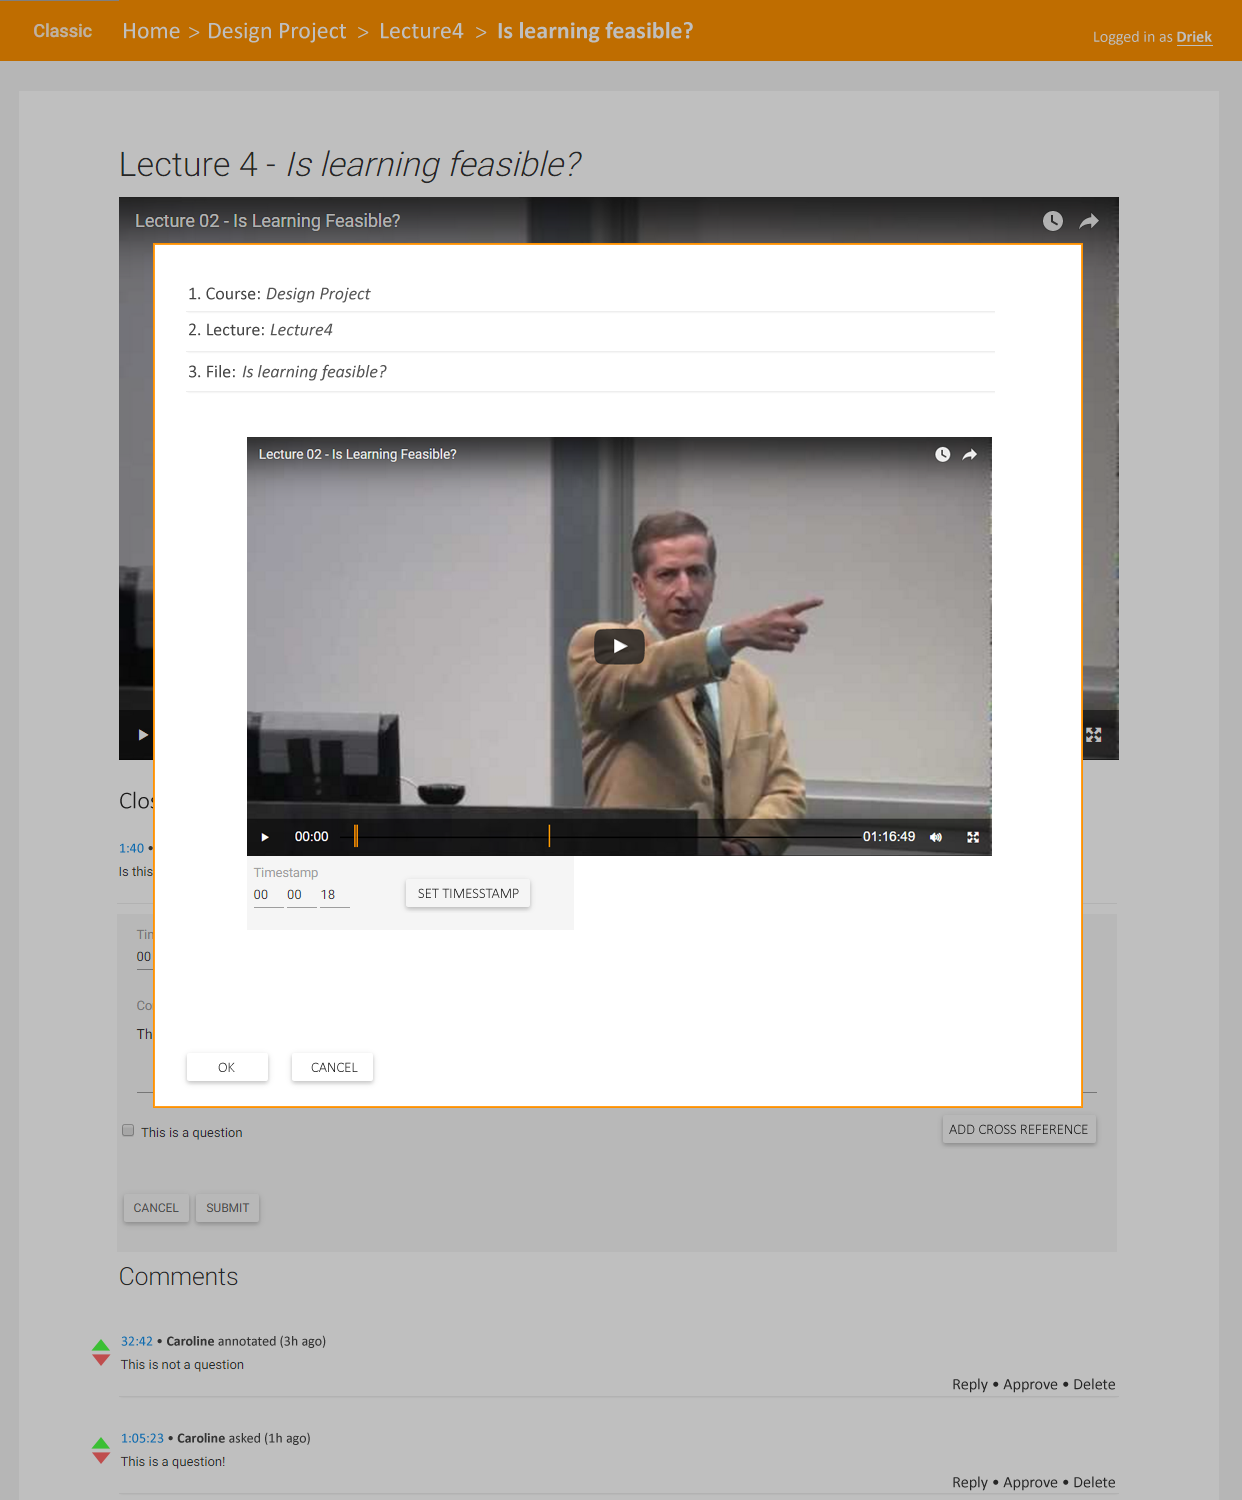 Classic Home > Design Project > Lecture4 > Is learning feasible? Logged in as Driek
Lecture 4 - Is learning feasible?
Lecture 02 - Is Learning Feasible?
1. Course: Design Project
2. Lecture: Lecture4
3. File: Is learning feasible?
Lecture 02 - Is Learning Feasible?
00:00 01:16:49
Timestamp
00 00 18 SET TIMESSTAMP
OK CANCEL
Clos
1:40 •
Is this
Tim
00
Co
Th
This is a question ADD CROSS REFERENCE
CANCEL SUBMIT
Comments
32:42 • Caroline annotated (3h ago)
This is not a question
Reply • Approve • Delete
1:05:23 • Caroline asked (1h ago)
This is a question!
Reply • Approve • Delete